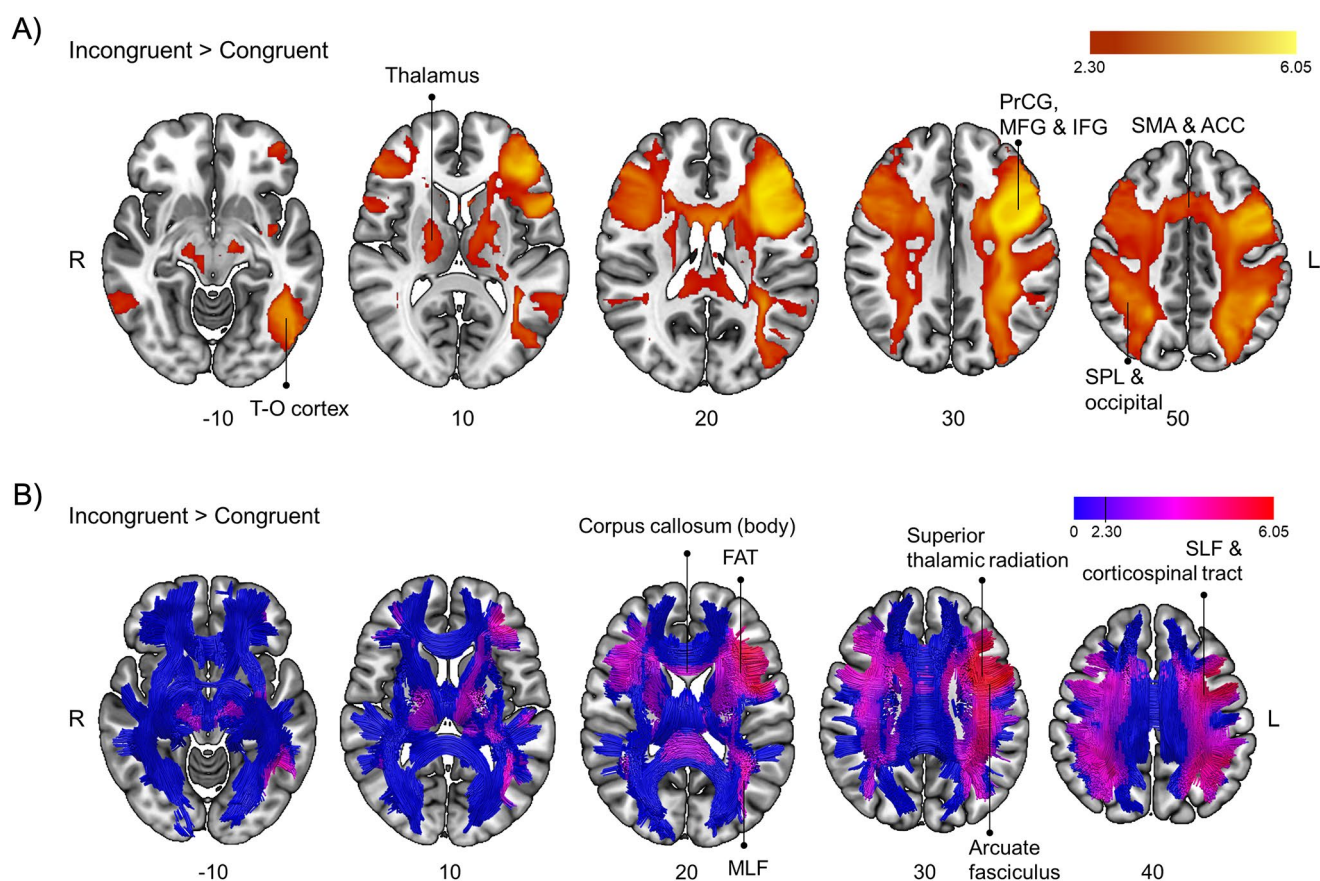 A)
Incongruent > Congruent
2.30 6.05
Thalamus
PrCG,
MFG & IFG
SMA & ACC
R
L
T-O cortex
SPL &
occipital
-10 10 20 30 50
B)
Incongruent > Congruent
0 2.30 6.05
Corpus callosum (body)
FAT
Superior
thalamic radiation
SLF &
corticospinal tract
R
L
MLF
Arcuate
fasciculus
-10 10 20 30 40